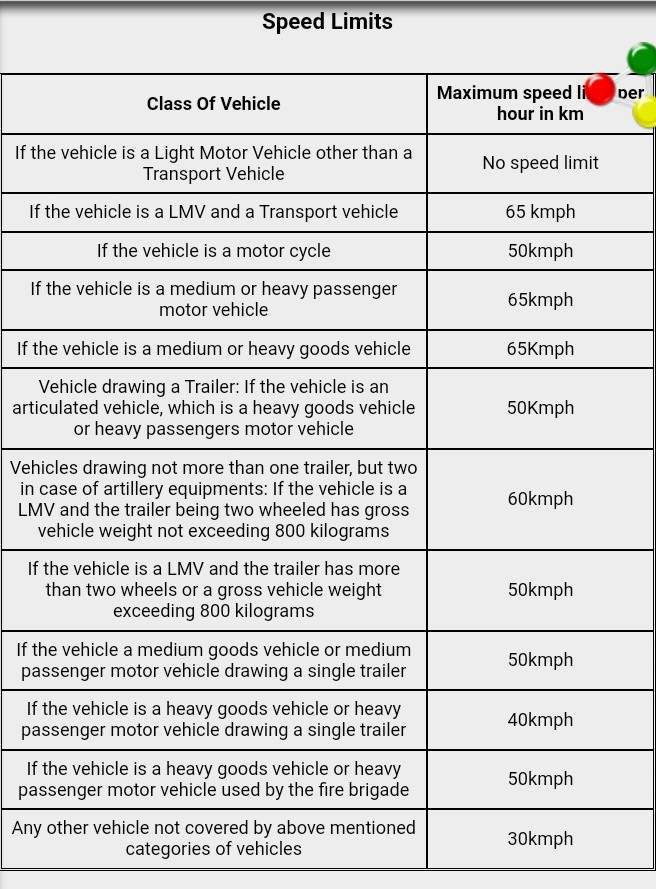 Speed Limits
Class Of Vehicle
Maximum speed li per
hour in km
If the vehicle is a Light Motor Vehicle other than a
Transport Vehicle
No speed limit
If the vehicle is a LMV and a Transport vehicle
65 kmph
If the vehicle is a motor cycle
50kmph
If the vehicle is a medium or heavy passenger
motor vehicle
65kmph
If the vehicle is a medium or heavy goods vehicle
65Kmph
Vehicle drawing a Trailer: If the vehicle is an
articulated vehicle, which is a heavy goods vehicle
or heavy passengers motor vehicle
50Kmph
Vehicles drawing not more than one trailer, but two
in case of artillery equipments: If the vehicle is a
LMV and the trailer being two wheeled has gross
vehicle weight not exceeding 800 kilograms
60kmph
If the vehicle is a LMV and the trailer has more
than two wheels or a gross vehicle weight
exceeding 800 kilograms
50kmph
If the vehicle a medium goods vehicle or medium
passenger motor vehicle drawing a single trailer
50kmph
If the vehicle is a heavy goods vehicle or heavy
passenger motor vehicle drawing a single trailer
40kmph
If the vehicle is a heavy goods vehicle or heavy
passenger motor vehicle used by the fire brigade
50kmph
Any other vehicle not covered by above mentioned
categories of vehicles
30kmph